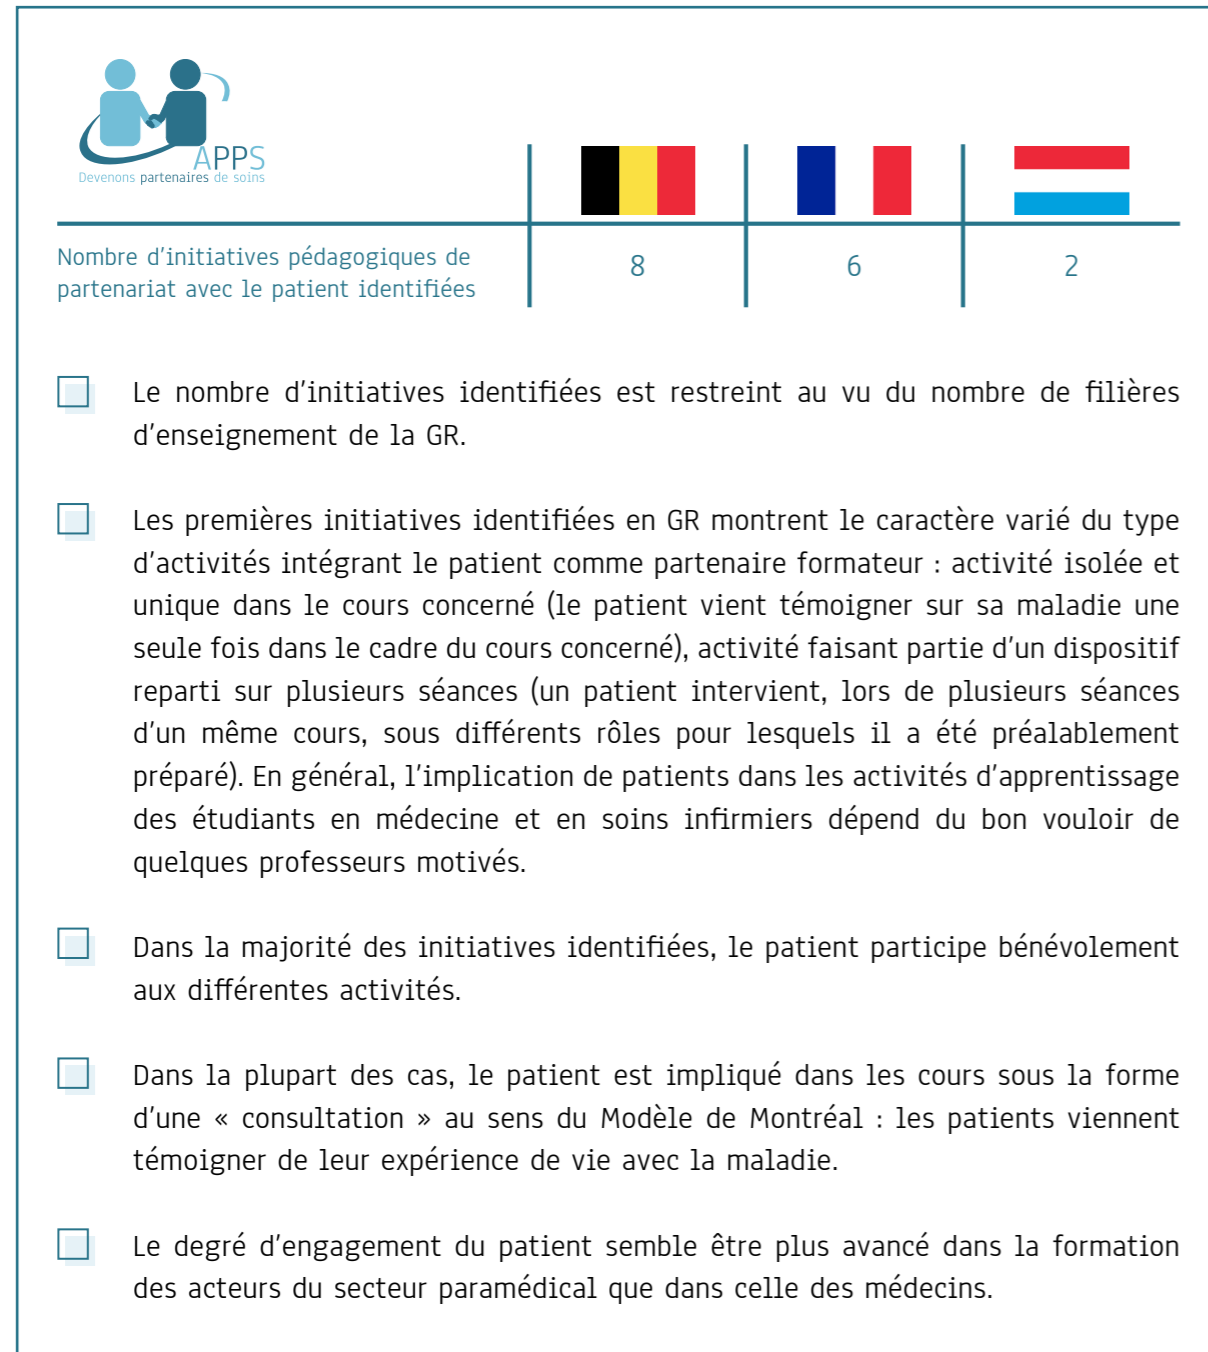 APPS
Devenons partenaires de soins
Nombre d'initiatives pédagogiques de
partenariat avec le patient identifiées
8
6
2
Le nombre d'initiatives identifiées est restreint au vu du nombre de filières
d'enseignement de la GR.
Les premières initiatives identifiées en GR montrent le caractère varié du type
d'activités intégrant le patient comme partenaire formateur : activité isolée et
unique dans le cours concerné (le patient vient témoigner sur sa maladie une
seule fois dans le cadre du cours concerné), activité faisant partie d'un dispositif
reparti sur plusieurs séances (un patient intervient, lors de plusieurs séances
d'un même cours, sous différents rôles pour lesquels il a été préalablement
préparé). En général, l'implication de patients dans les activités d'apprentissage
des étudiants en médecine et en soins infirmiers dépend du bon vouloir de
quelques professeurs motivés.
Dans la majorité des initiatives identifiées, le patient participe bénévolement
aux différentes activités.
Dans la plupart des cas, le patient est impliqué dans les cours sous la forme
d'une « consultation » au sens du Modèle de Montréal : les patients viennent
témoigner de leur expérience de vie avec la maladie.
Le degré d'engagement du patient semble être plus avancé dans la formation
des acteurs du secteur paramédical que dans celle des médecins.